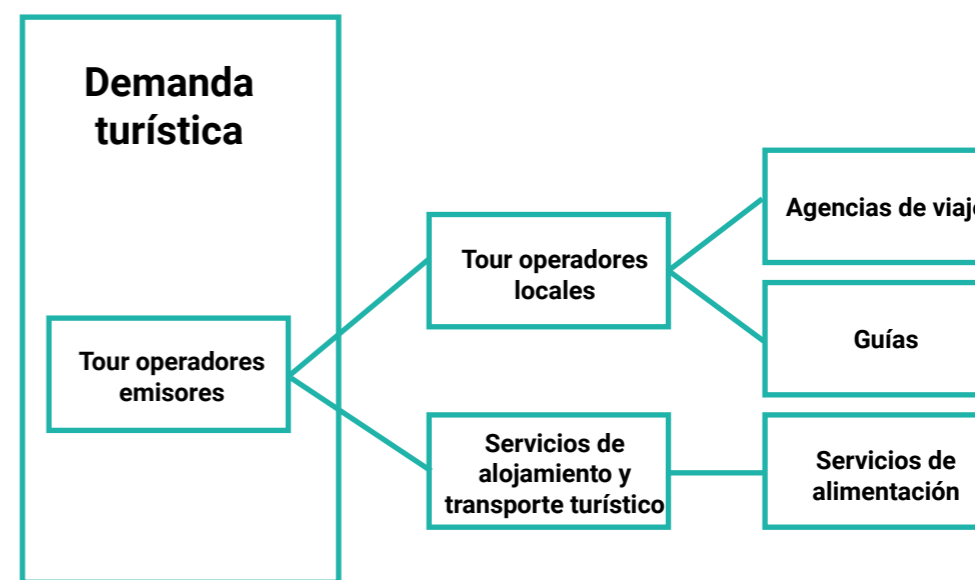 Demanda
turística
Agencias de viaje
Tour operadores
locales
Guías
Tour operadores
emisores
Servicios de
alojamiento y
transporte turístico
Servicios de
alimentación